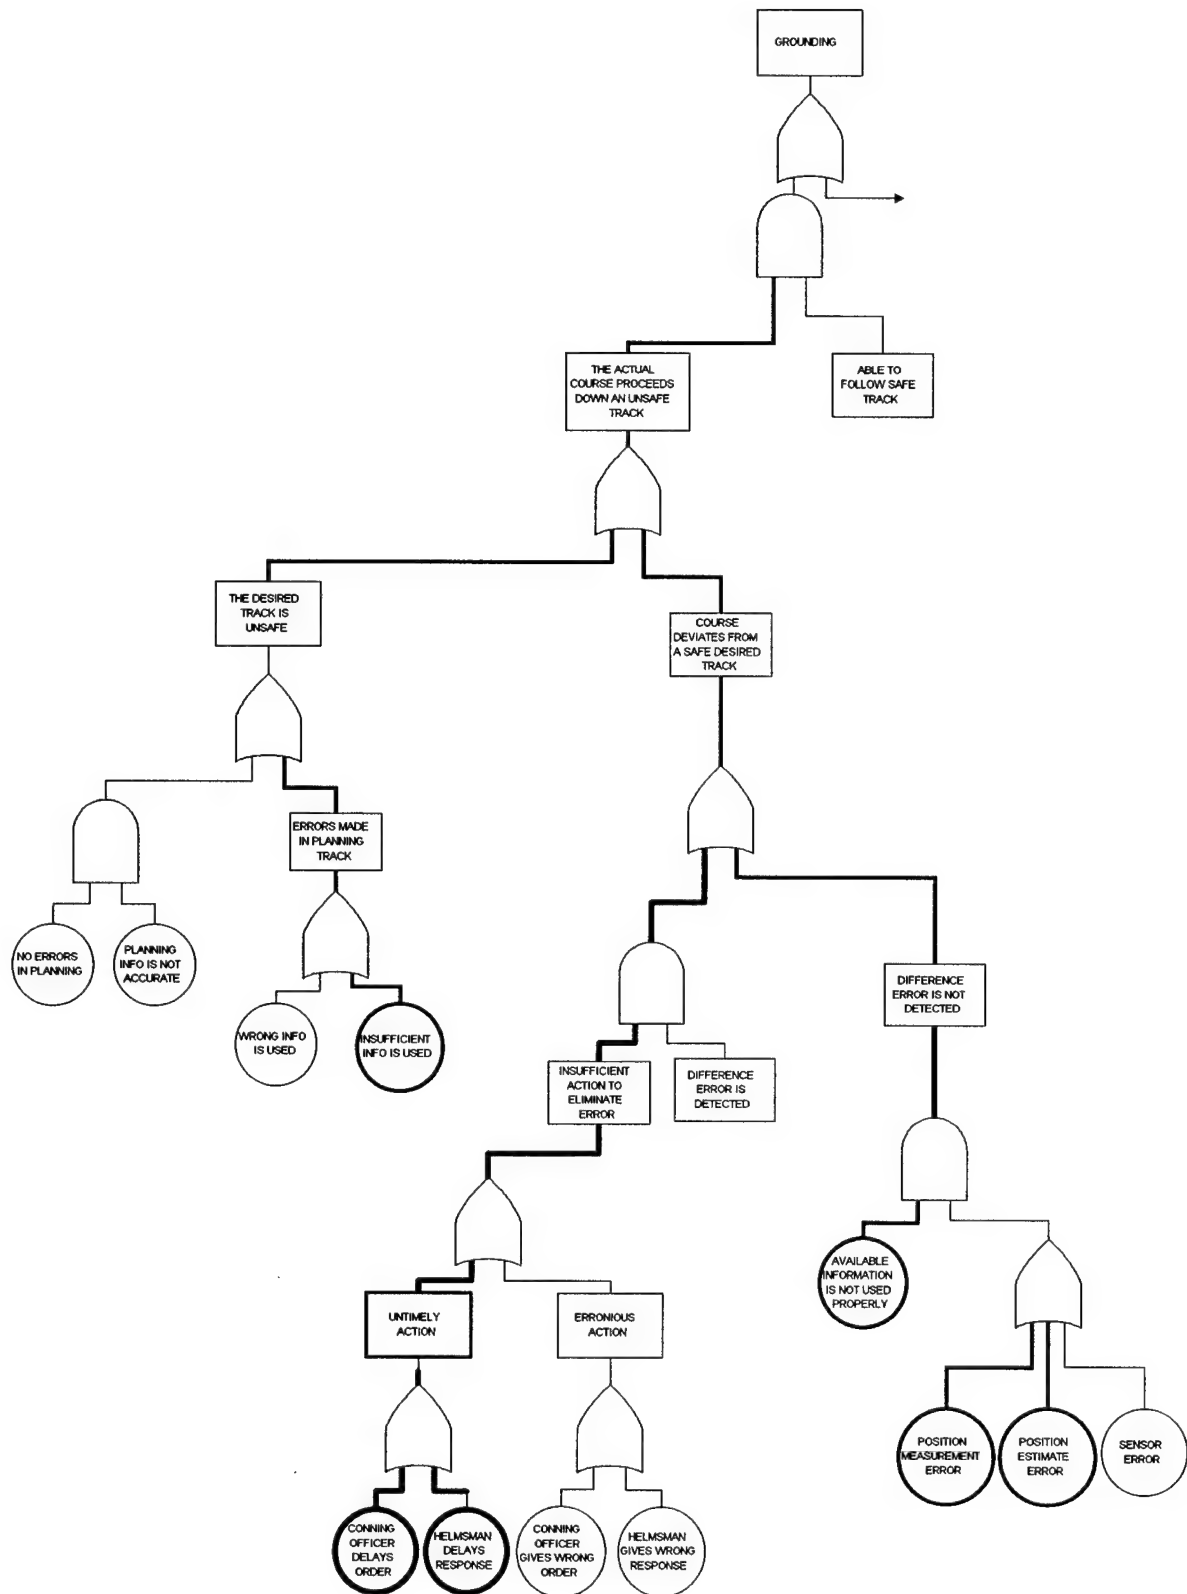 GROUNDING
THE ACTUAL
COURSE PROCEEDS
DOWN AN UNSAFE
TRACK
ABLE TO
FOLLOW SAFE
TRACK
THE DESIRED
TRACK IS
UNSAFE
COURSE
DEVIATES FROM
A SAFE DESIRED
TRACK
ERRORS MADE
IN PLANNING
TRACK
NO ERRORS
IN PLANNING
PLANNING
INFO IS NOT
ACCURATE
WRONG INFO
IS USED
INSUFFICIENT
INFO IS USED
DIFFERENCE
ERROR IS NOT
DETECTED
INSUFFICIENT
ACTION TO
ELIMINATE
ERROR
DIFFERENCE
ERROR IS
DETECTED
AVAILABLE
INFORMATION
IS NOT USED
PROPERLY
UNTIMELY
ACTION
ERRONIOUS
ACTION
POSITION
MEASUREMENT
ERROR
POSITION
ESTIMATE
ERROR
SENSOR
ERROR
CONNING
OFFICER
DELAYS
ORDER
HELMSMAN
DELAYS
RESPONSE
CONNING
OFFICER
GIVES WRONG
ORDER
HELMSMAN
GIVES WRONG
RESPONSE